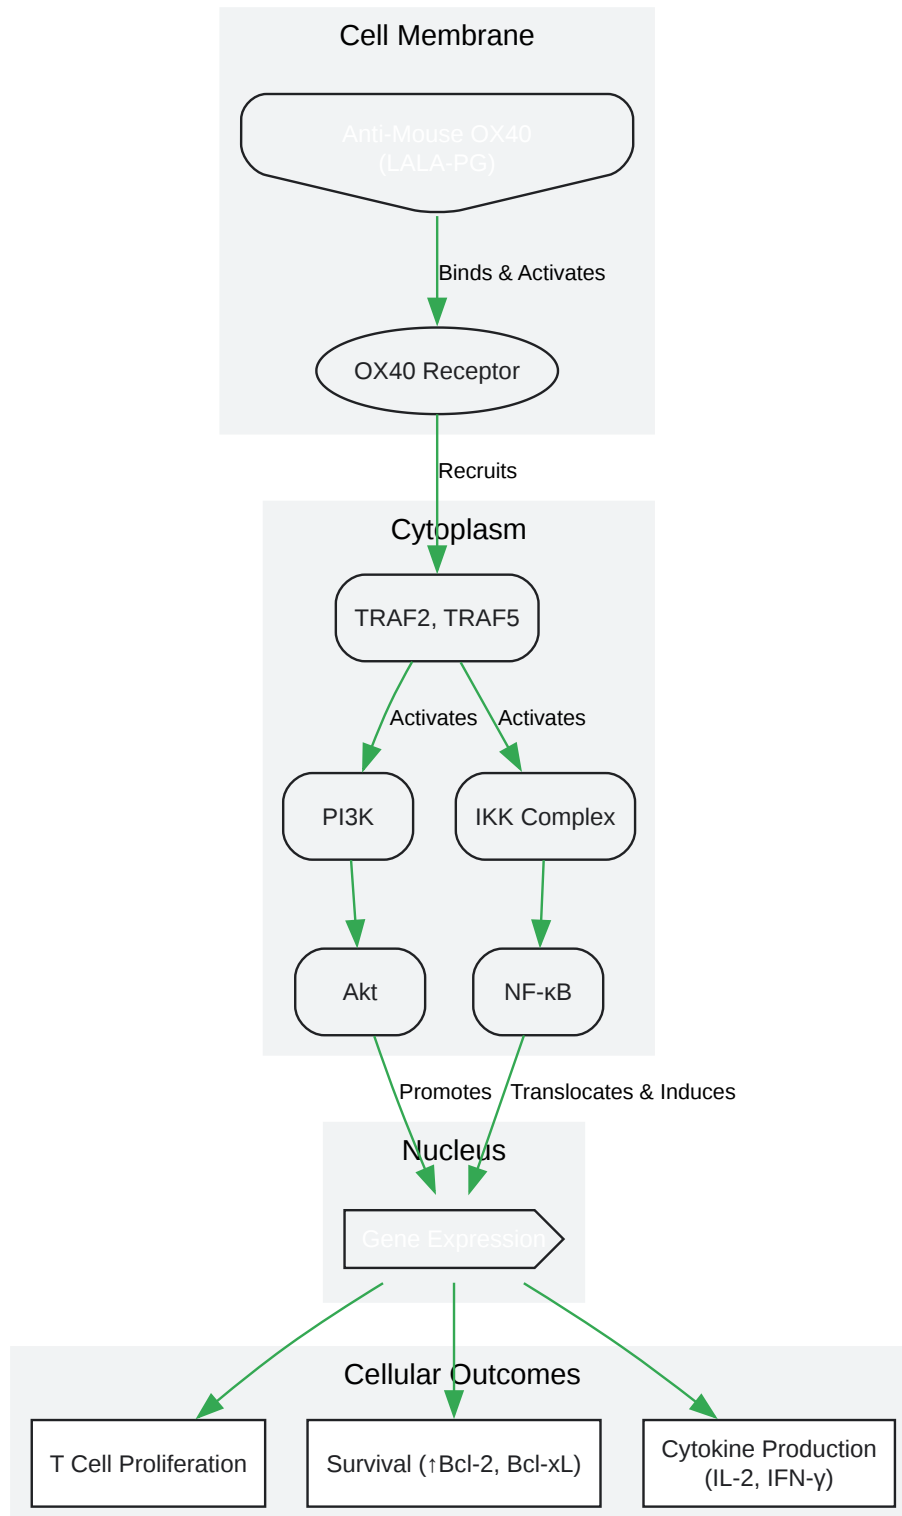 Cell Membrane
Anti-Mouse OX40
(LALA-PG)
Binds & Activates
OX40 Receptor
Recruits
Cytoplasm
TRAF2, TRAF5
Activates
Activates
PI3K
IKK Complex
Akt
NF-κB
Promotes
Translocates & Induces
Nucleus
Gene Expression
Cellular Outcomes
T Cell Proliferation
Survival (↑Bcl-2, Bcl-xL)
Cytokine Production
(IL-2, IFN-γ)